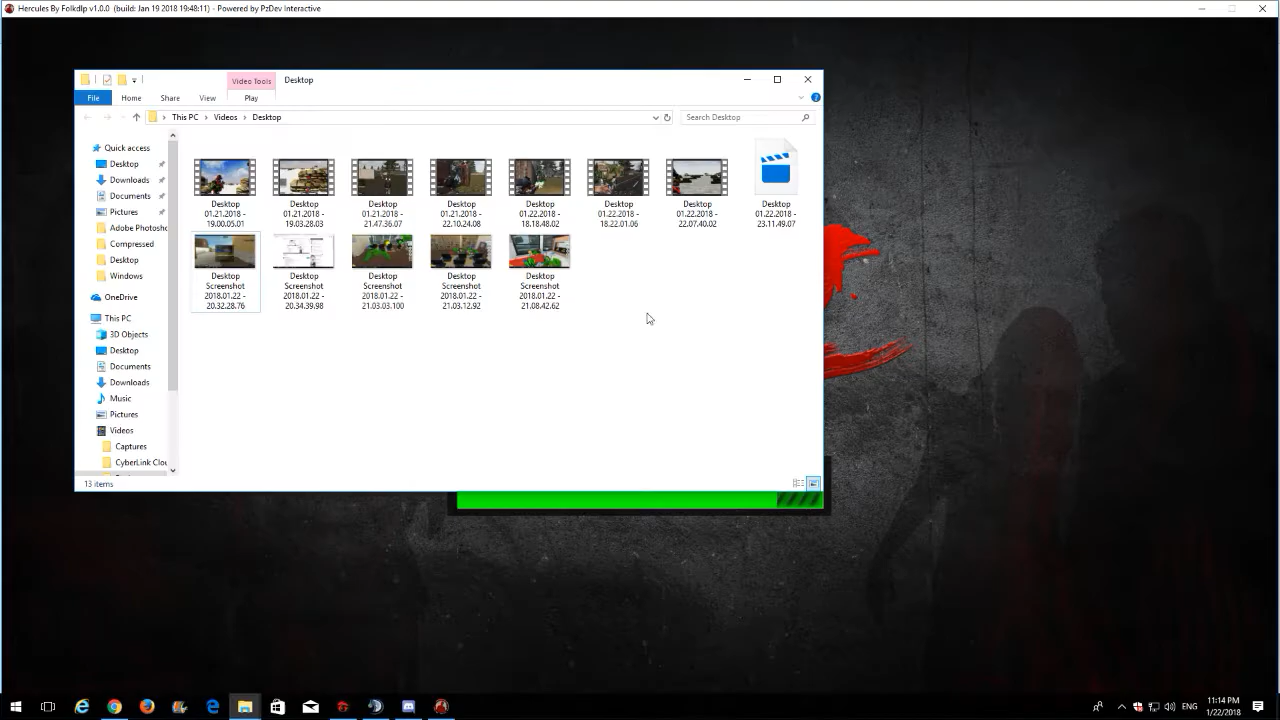 Hercules By Folkdlp v1.0.0 (build: Jan 19 2018 19:48:11) - Powered by PzDev Interactive
Video Tools
Desktop
File
Home
Share
View
Play
This PC
Videos
Desktop
Search Desktop
Quick access
Desktop
Downloads
Documents
Pictures
Adobe Photosho
Compressed
Desktop
Windows
OneDrive
This PC
3D Objects
Desktop
Documents
Downloads
Music
Pictures
Videos
Captures
CyberLink Clou
Desktop
01.21.2018 -
19.00.05.01
Desktop
01.21.2018 -
19.03.28.03
Desktop
01.21.2018 -
21.47.36.07
Desktop
01.21.2018 -
22.10.24.08
Desktop
01.22.2018 -
18.18.48.02
Desktop
01.22.2018 -
18.22.01.06
Desktop
01.22.2018 -
22.07.40.02
Desktop
01.22.2018 -
23.11.49.07
Desktop
Screenshot
2018.01.22 -
20.32.28.76
Desktop
Screenshot
2018.01.22 -
20.34.39.98
Desktop
Screenshot
2018.01.22 -
21.03.03.100
Desktop
Screenshot
2018.01.22 -
21.03.12.92
Desktop
Screenshot
2018.01.22 -
21.08.42.62
13 items
ENG
11:14 PM
1/22/2018